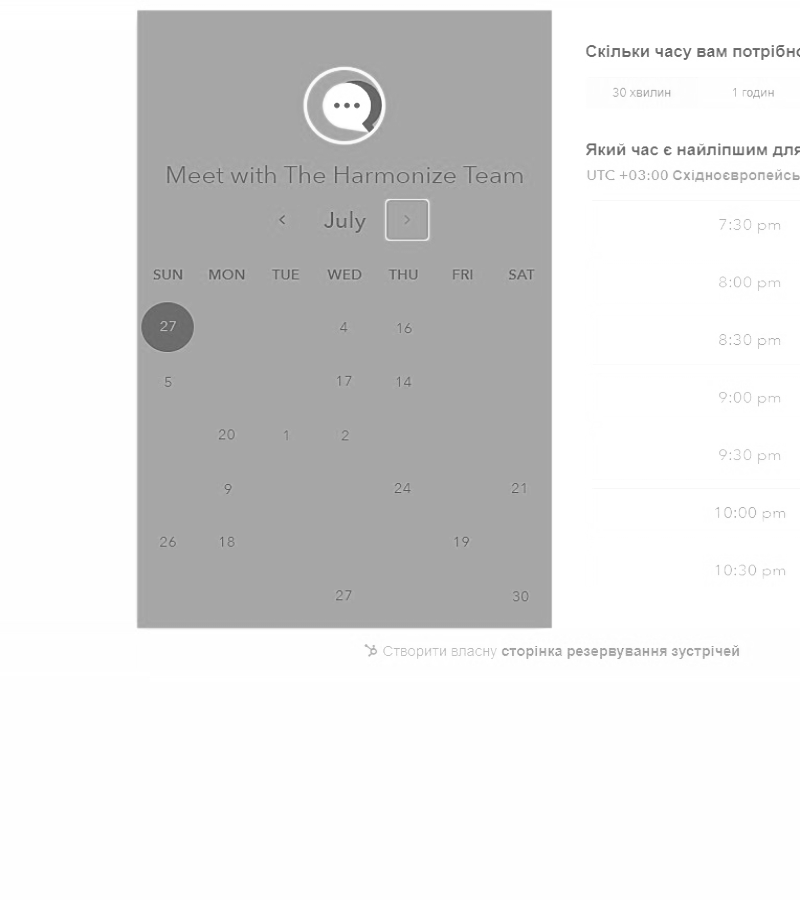 Meet with The Harmonize Team
July
SUN MON TUE WED THU FRI SAT
27 4 16
5 17 14
20 1 2
9 24 21
26 18 19
27 30
Скільки часу вам потрібно
30 хвилин 1 годин
Який час є найліпшим для
UTC +03:00 Східноєвропейсь
7:30 pm
8:00 pm
8:30 pm
9:00 pm
9:30 pm
10:00 pm
10:30 pm
Створити власну сторінка резервування зустрічей